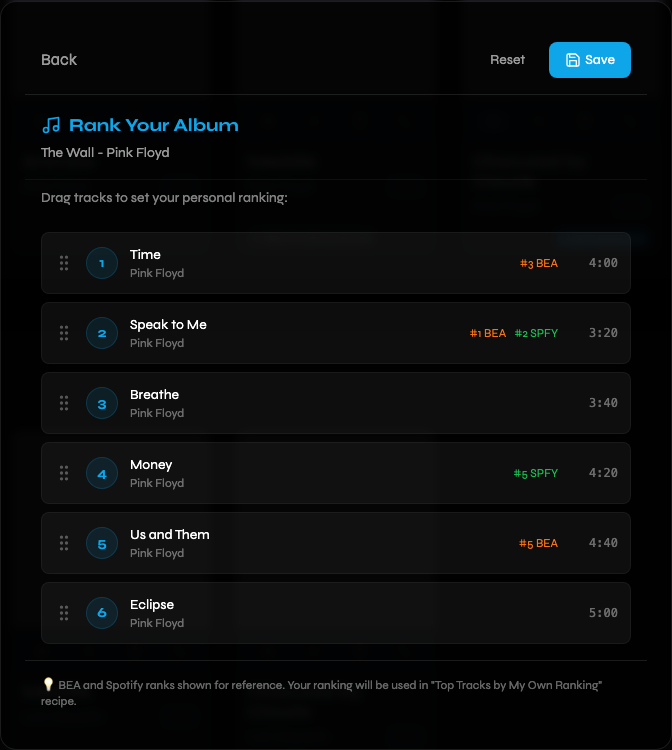 Back
Reset
Save
Rank Your Album
The Wall - Pink Floyd
Drag tracks to set your personal ranking:
1 Time #3 BEA 4:00
Pink Floyd
2 Speak to Me #1 BEA #2 SPFY 3:20
Pink Floyd
3 Breathe 3:40
Pink Floyd
4 Money #5 SPFY 4:20
Pink Floyd
5 Us and Them #5 BEA 4:40
Pink Floyd
6 Eclipse 5:00
Pink Floyd
💡 BEA and Spotify ranks shown for reference. Your ranking will be used in "Top Tracks by My Own Ranking"
recipe.